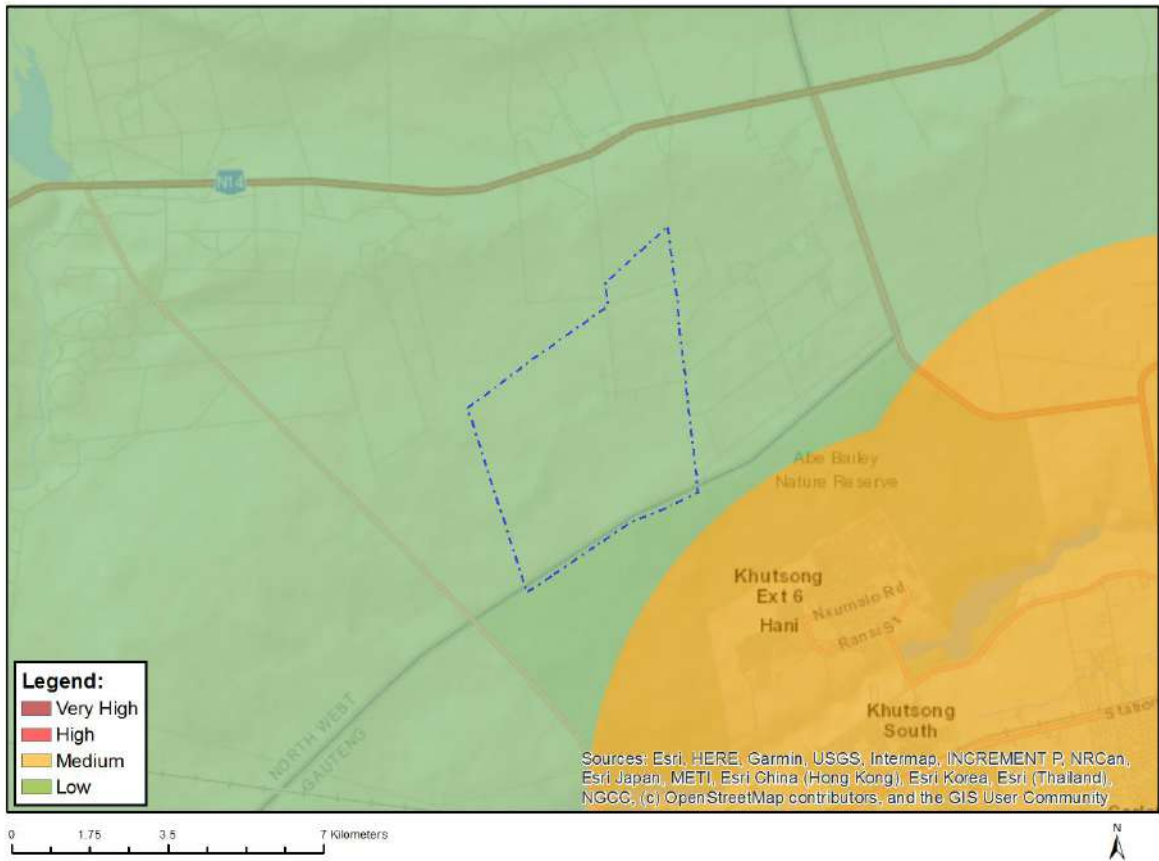 N14
Abe Bailey
Nature Reserve
Khutsong
Ext 6
Nxumalo Rd
Hani
Ransi St
Khutsong
South
Station
NORTH WEST
GAUTENG
Legend:
Very High
High
Medium
Low
Sources: Esri, HERE, Garmin, USGS, Intermap, INCREMENT P, NRCan,
Esri Japan, METI, Esri China (Hong Kong), Esri Korea, Esri (Thailand),
NGCC, (c) OpenStreetMap contributors, and the GIS User Community
0 1.75 3.5 7 Kilometers
N